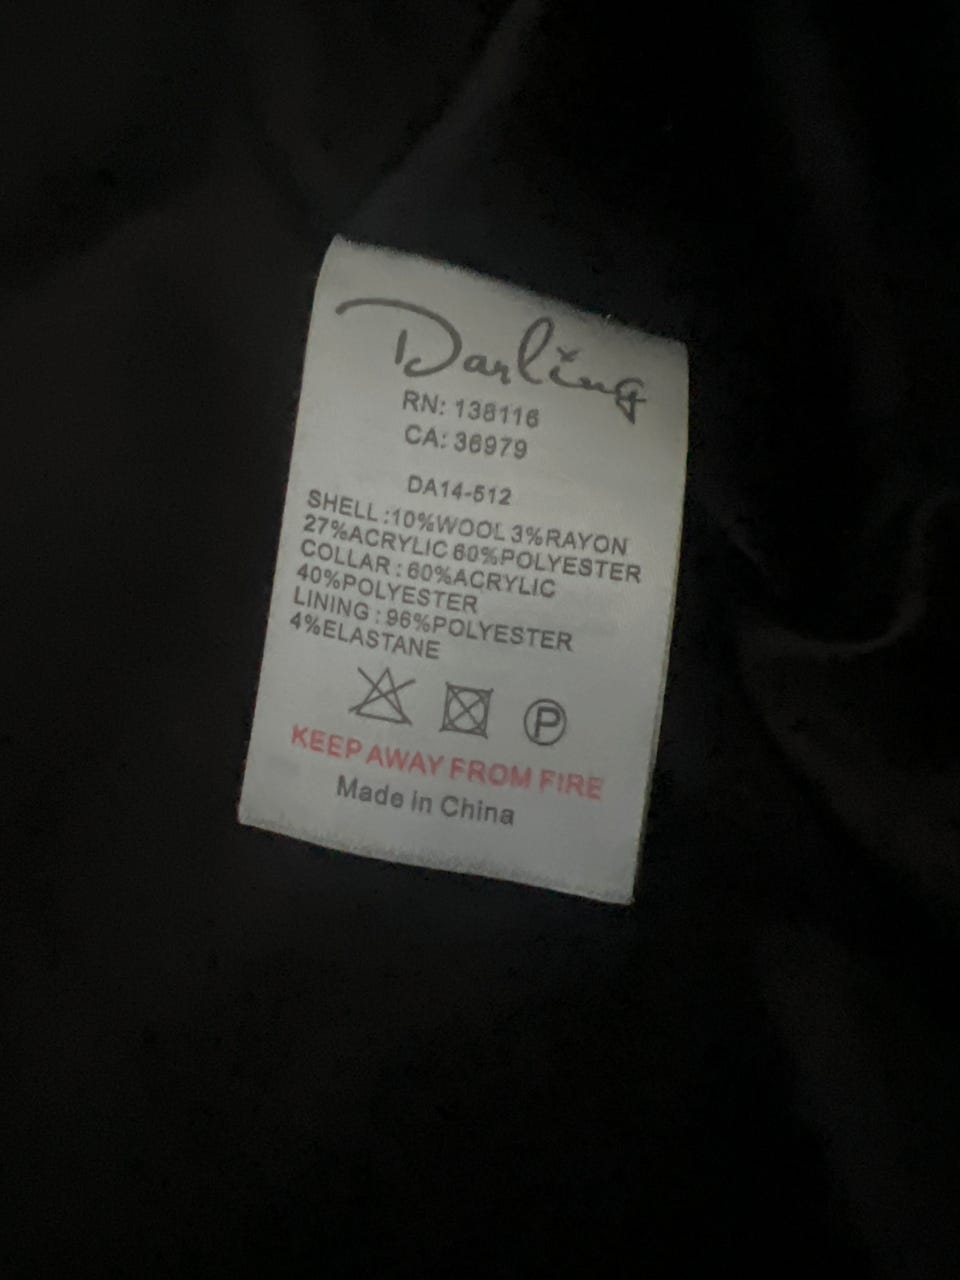 Darling
RN: 138116
CA: 36979
DA14-512
SHELL :10%WOOL 3%RAYON
27%ACRYLIC 60%POLYESTER
COLLAR : 60%ACRYLIC
40%POLYESTER
LINING : 96%POLYESTER
4%ELASTANE
P
KEEP AWAY FROM FIRE
Made in China